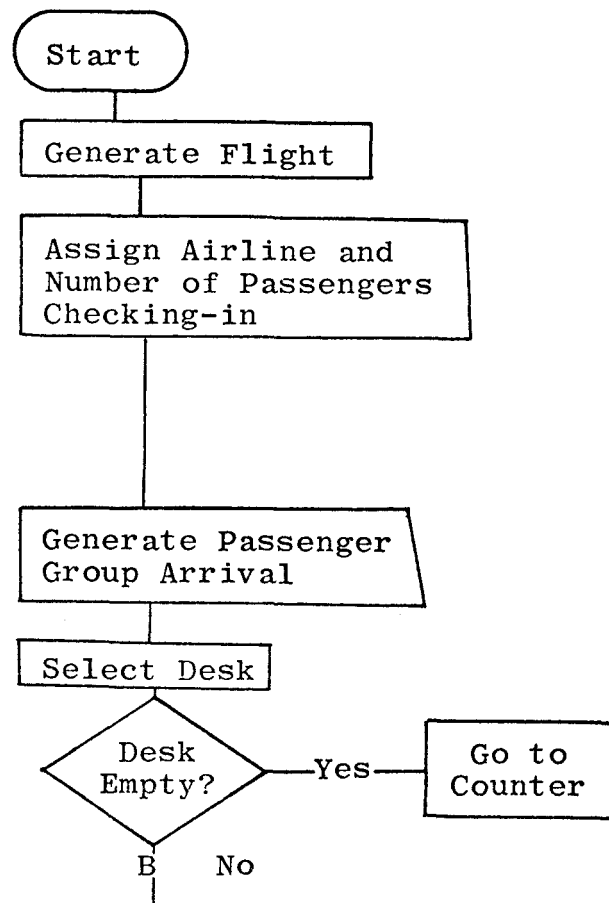 Start
Generate Flight
Assign Airline and
Number of Passengers
Checking-in
Generate Passenger
Group Arrival
Select Desk
Desk
Empty?
Yes
Go to
Counter
B No